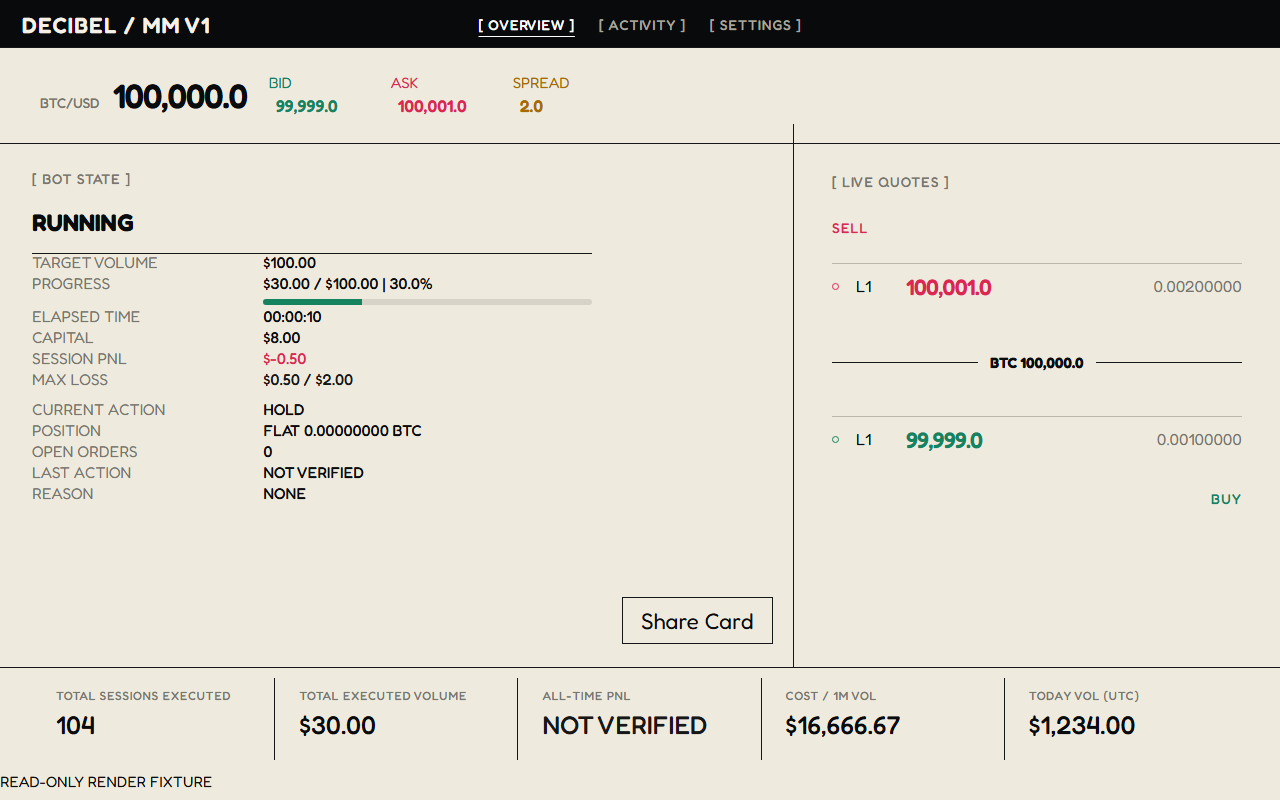 DECIBEL / MM V1
[ OVERVIEW ] [ ACTIVITY ] [ SETTINGS ]
BTC/USD 100,000.0
BID
99,999.0
ASK
100,001.0
SPREAD
2.0
[ BOT STATE ]
RUNNING
TARGET VOLUME $100.00
PROGRESS $30.00 / $100.00 | 30.0%
ELAPSED TIME 00:00:10
CAPITAL $8.00
SESSION PNL $-0.50
MAX LOSS $0.50 / $2.00
CURRENT ACTION HOLD
POSITION FLAT 0.00000000 BTC
OPEN ORDERS 0
LAST ACTION NOT VERIFIED
REASON NONE
Share Card
[ LIVE QUOTES ]
SELL
L1 100,001.0 0.00200000
BTC 100,000.0
L1 99,999.0 0.00100000
BUY
TOTAL SESSIONS EXECUTED
104
TOTAL EXECUTED VOLUME
$30.00
ALL-TIME PNL
NOT VERIFIED
COST / 1M VOL
$16,666.67
TODAY VOL (UTC)
$1,234.00
READ-ONLY RENDER FIXTURE